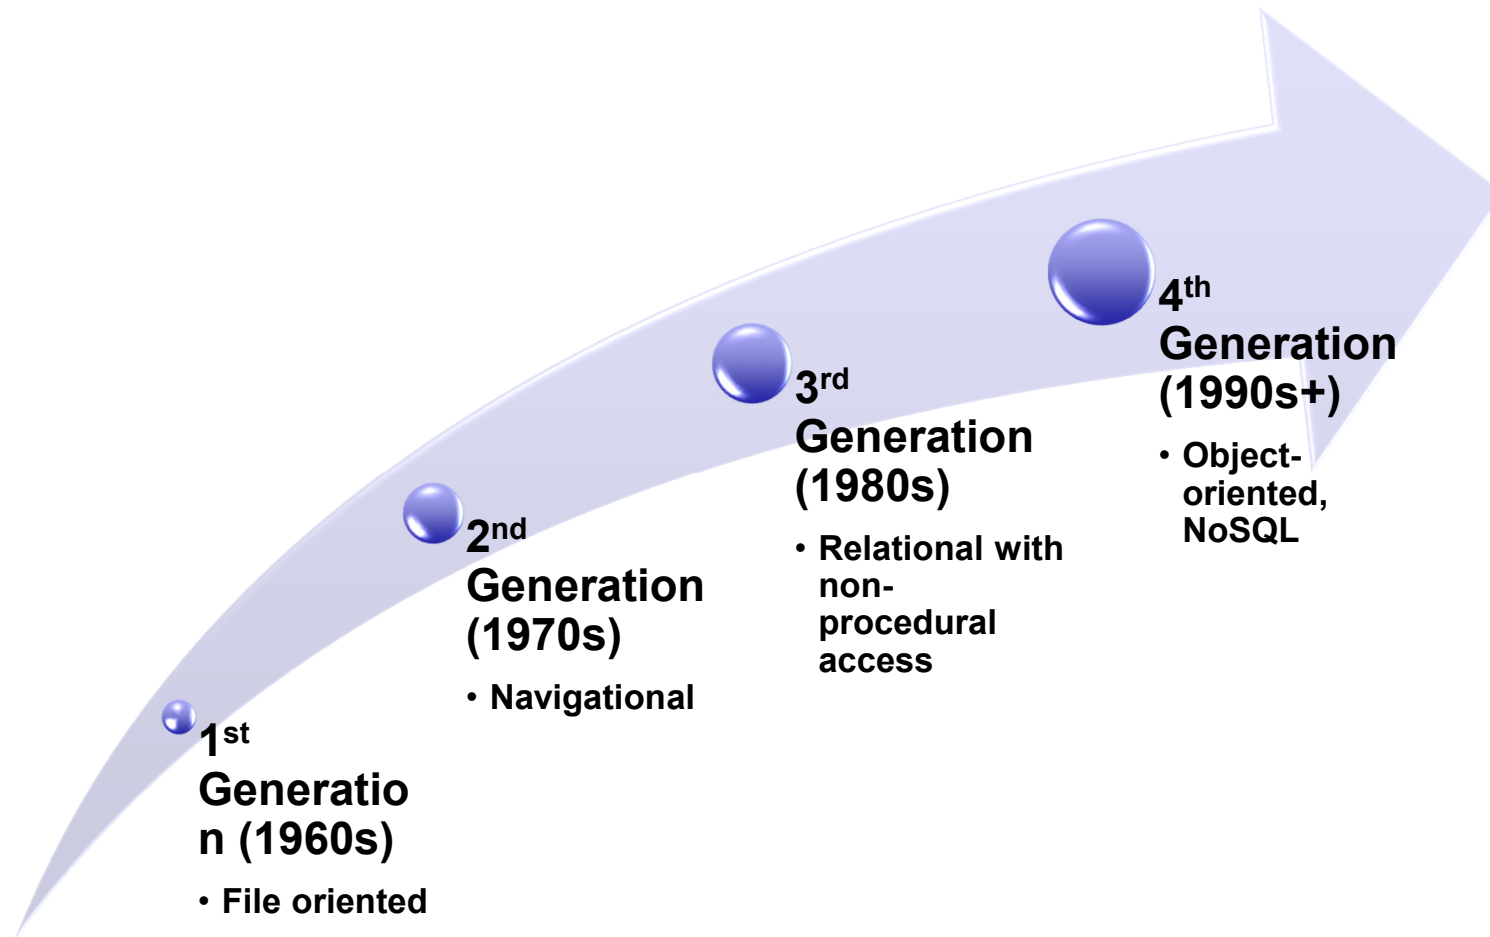 1st
Generatio
n (1960s)
• File oriented
2nd
Generation
(1970s)
• Navigational
3rd
Generation
(1980s)
• Relational with
non-
procedural
access
4th
Generation
(1990s+)
• Object-
oriented,
NoSQL